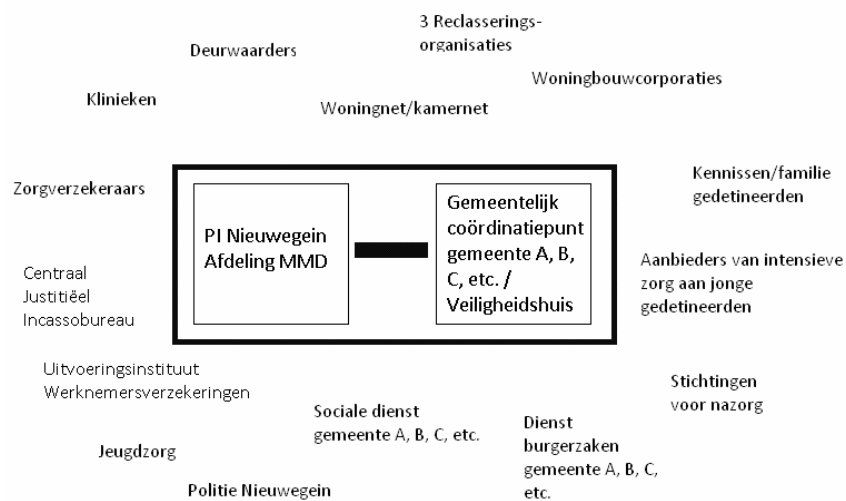 3 Reclasserings-
organisaties
Deurwaarders
Woningbouwcorporaties
Klinieken
Woningnet/kamernet
Zorgverzekeraars
Kennissen/familie
gedetineerden
PI Nieuwegein
Afdeling MMD
Gemeentelijk
coördinatiepunt
gemeente A, B,
C, etc. /
Veiligheidshuis
Centraal
Justitiëel
Incassobureau
Aanbieders van intensieve
zorg aan jonge
gedetineerden
Uitvoeringsinstituut
Werknemersverzekeringen
Stichtingen
voor nazorg
Sociale dienst
gemeente A, B, C, etc.
Dienst
burgerzaken
gemeente A, B, C,
etc.
Jeugdzorg
Politie Nieuwegein